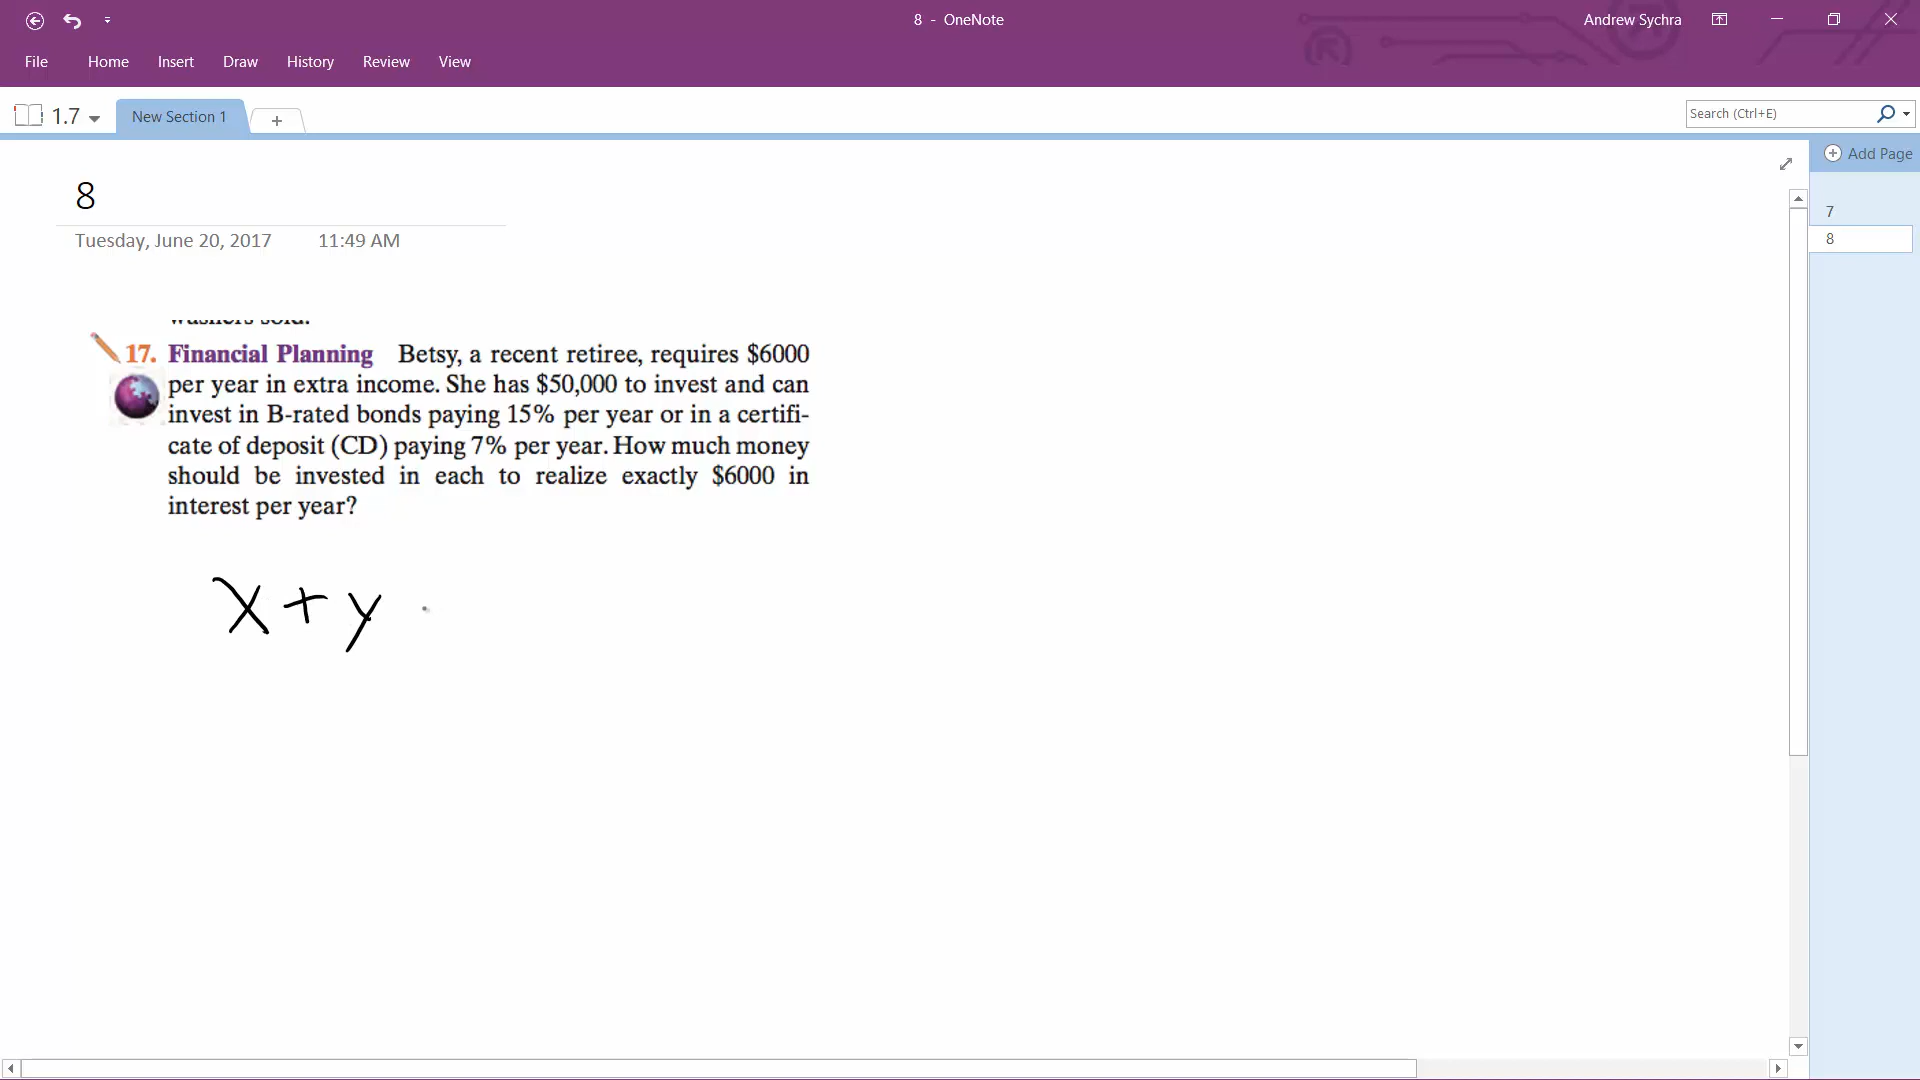 8 - OneNote
Andrew Sychra
File Home Insert Draw History Review View
1.7
New Section 1
+
Search (Ctrl+E)
Add Page
7
8
8
Tuesday, June 20, 2017 11:49 AM
washers sold.
17. Financial Planning Betsy, a recent retiree, requires $6000
per year in extra income. She has $50,000 to invest and can
invest in B-rated bonds paying 15% per year or in a certifi-
cate of deposit (CD) paying 7% per year. How much money
should be invested in each to realize exactly $6000 in
interest per year?
x + y